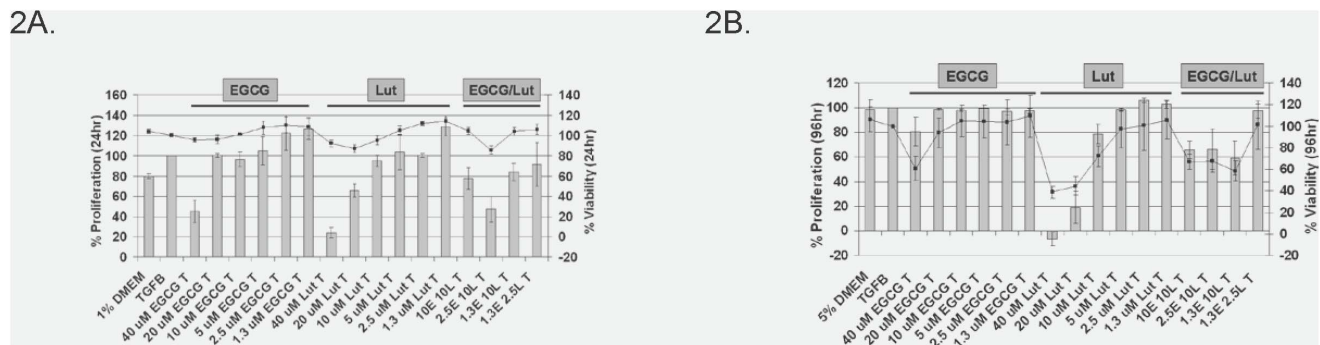 2A.
EGCG
Lut
EGCG/Lut
% Proliferation (24hr)
160
140
120
100
80
60
40
20
0
140
120
100
80
60
40
20
0
-20
% Viability (24hr)
1% DMEM
TGFB
40 uM EGCG T
20 uM EGCG T
10 uM EGCG T
5 uM EGCG T
2.5 uM EGCG T
1.3 uM EGCG T
40 uM Lut T
20 uM Lut T
10 uM Lut T
5 uM Lut T
2.5 uM Lut T
1.3 uM Lut T
10E 10L T
2.5E 10L T
1.3E 10L T
1.3E 2.5L T
2B.
EGCG
Lut
EGCG/Lut
% Proliferation (96hr)
120
100
80
60
40
20
0
-20
140
120
100
80
60
40
20
0
-20
% Viability (96hr)
5% DMEM
TGFB
40 uM EGCG T
20 uM EGCG T
10 uM EGCG T
5 uM EGCG T
2.5 uM EGCG T
1.3 uM EGCG T
40 uM Lut T
20 uM Lut T
10 uM Lut T
5 uM Lut T
2.5 uM Lut T
1.3 uM Lut T
10E 10L T
2.5E 10L T
1.3E 10L T
1.3E 2.5L T